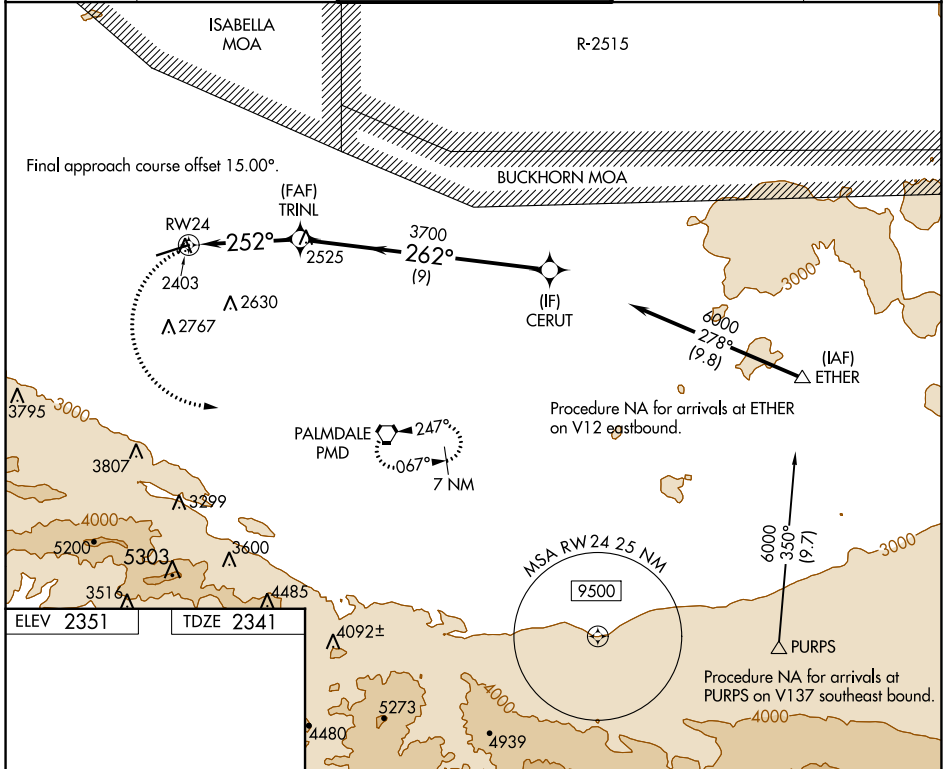 ISABELLA
MOA
R-2515
Final approach course offset 15.00°.
BUCKHORN MOA
(FAF)
TRINL
RW24
252°
2525
3700
262°
(9)
2403
2630
2767
(IF)
CERUT
3000
6000
278°
(9.8)
(IAF)
ETHER
Procedure NA for arrivals at ETHER
on V12 eastbound.
3795
3000
PALMDALE
PMD
247°
067°
7 NM
3807
3299
4000
5200
5303
3600
3516
4485
MSA RW24 25 NM
9500
6000
350°
(9.7)
3000
ELEV 2351
TDZE 2341
4092±
PURPS
Procedure NA for arrivals at
PURPS on V137 southeast bound.
4000
5273
4480
4939
4000